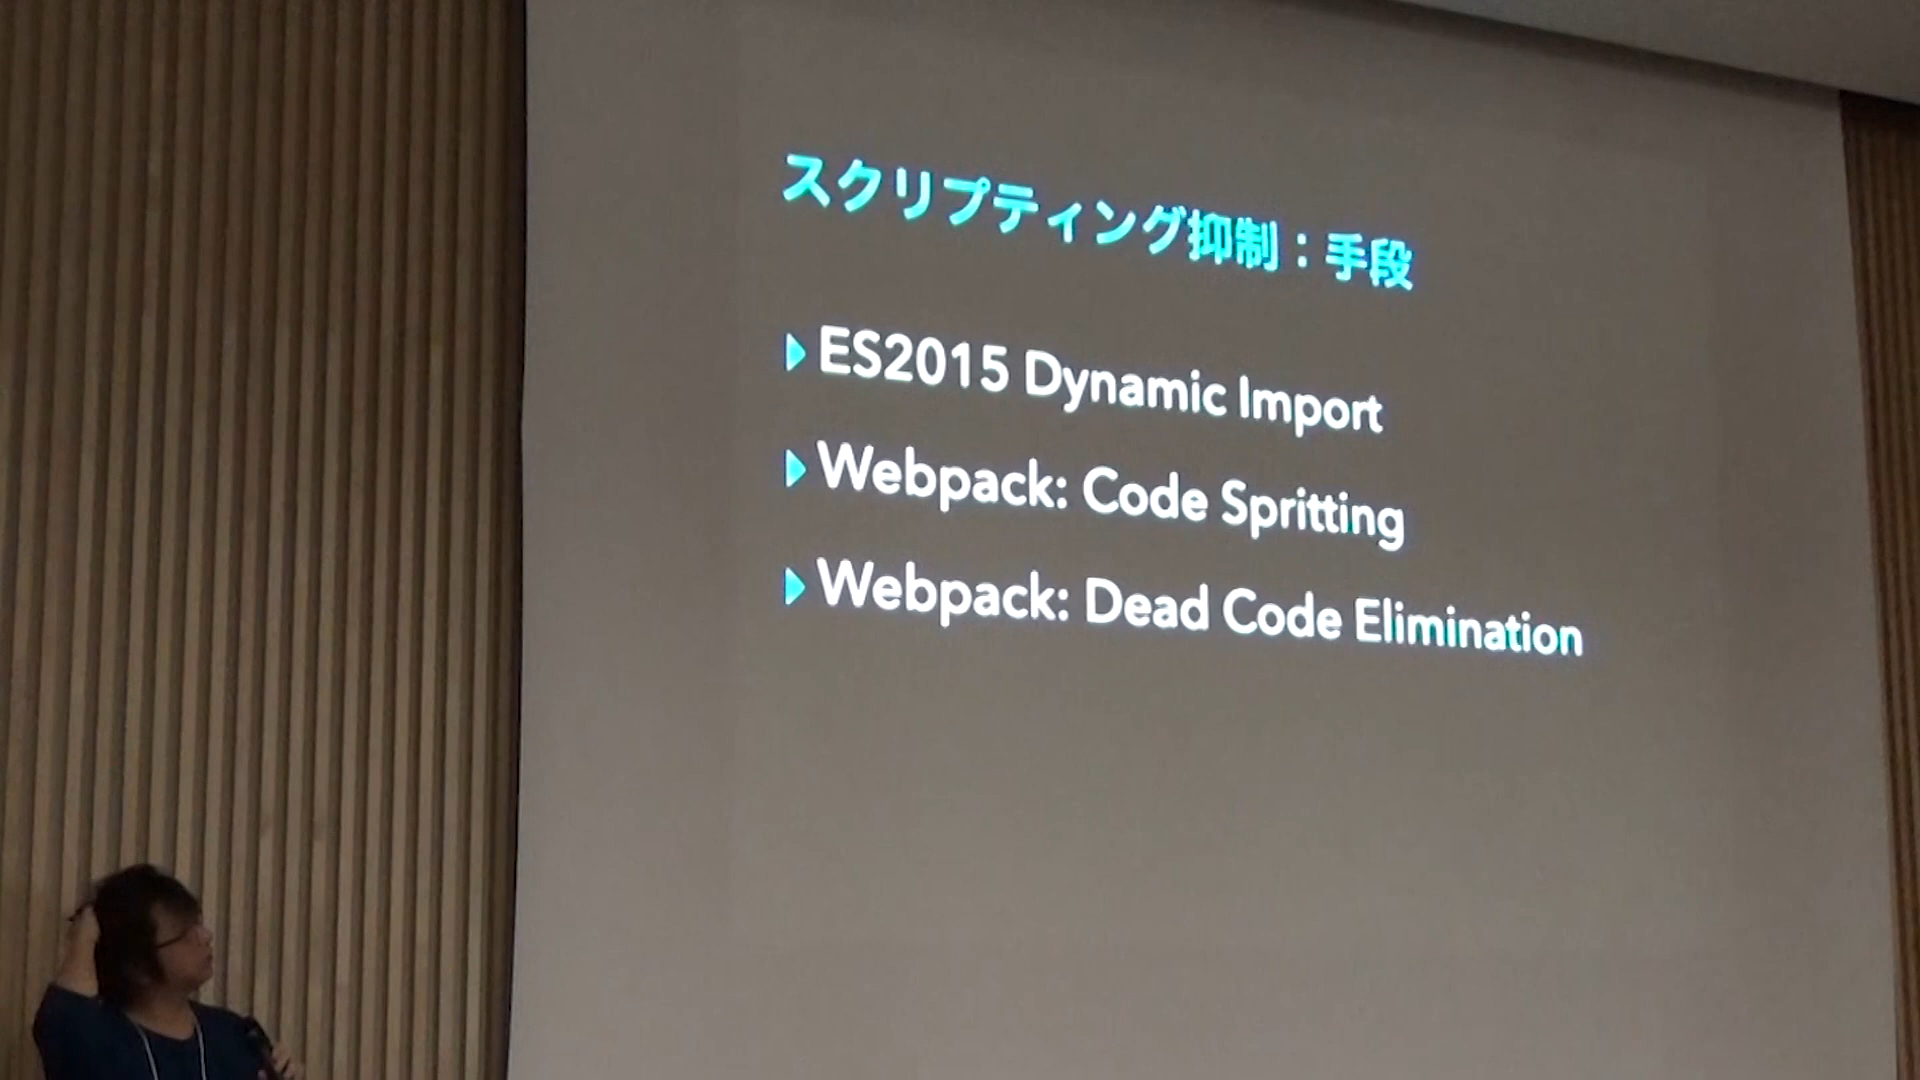 スクリプティング抑制：手段
ES2015 Dynamic Import
Webpack: Code Spritting
Webpack: Dead Code Elimination